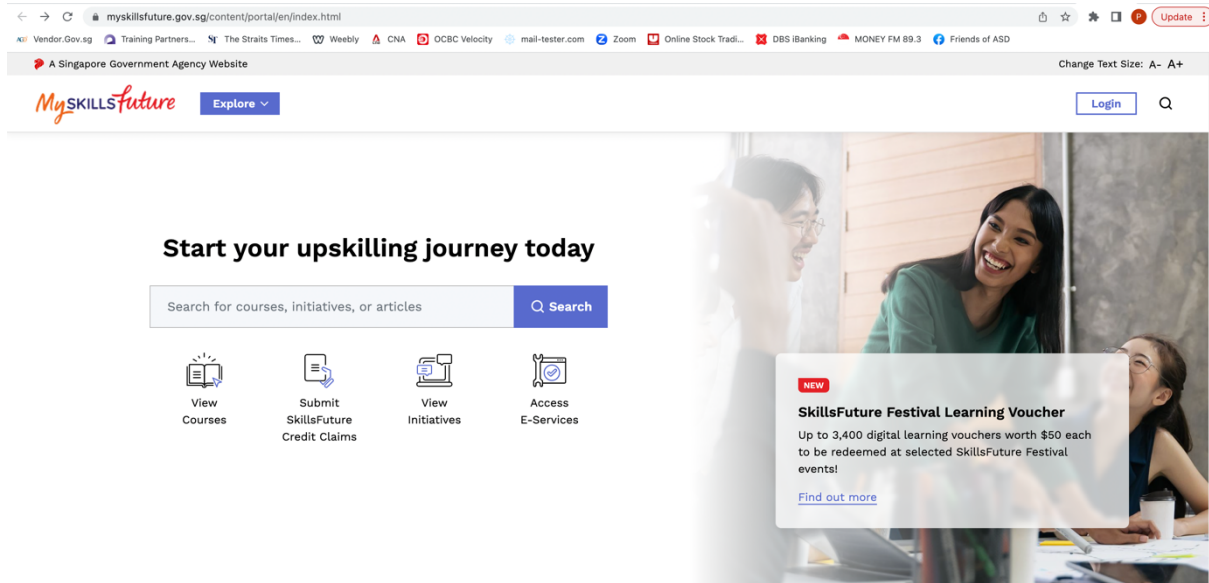 myskillsfuture.gov.sg/content/portal/en/index.html
P
Update
AGE Vendor.Gov.sg Training Partners... ST The Straits Times... W Weebly CNA OCBC Velocity mail-tester.com Z Zoom Online Stock Tradi... DBS iBanking MONEY FM 89.3 Friends of ASD
A Singapore Government Agency Website
Change Text Size: A- A+
MySKILLSfuture
Explore
Login
Start your upskilling journey today
Search for courses, initiatives, or articles
Search
View
Courses
Submit
SkillsFuture
Credit Claims
View
Initiatives
Access
E-Services
NEW
SkillsFuture Festival Learning Voucher
Up to 3,400 digital learning vouchers worth $50 each
to be redeemed at selected SkillsFuture Festival
events!
Find out more